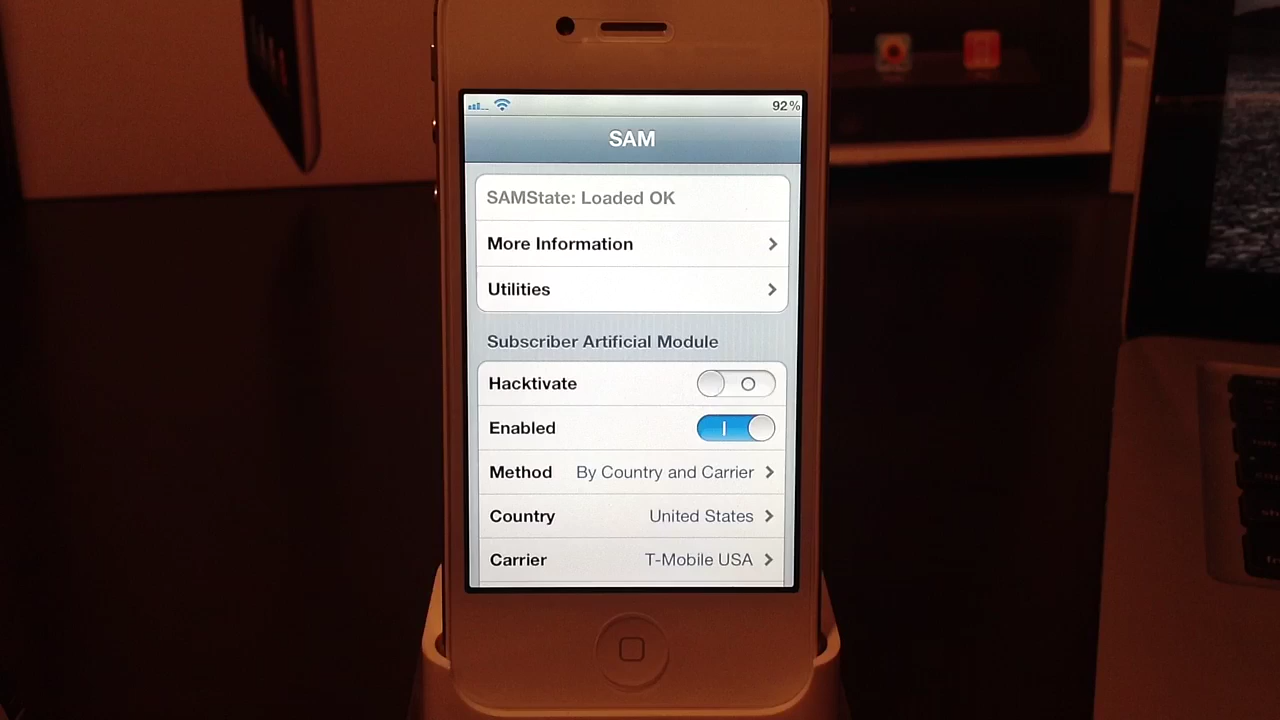 92%
SAM
SAMState: Loaded OK
More Information
Utilities
Subscriber Artificial Module
Hacktivate
Enabled
Method By Country and Carrier
Country United States
Carrier T-Mobile USA